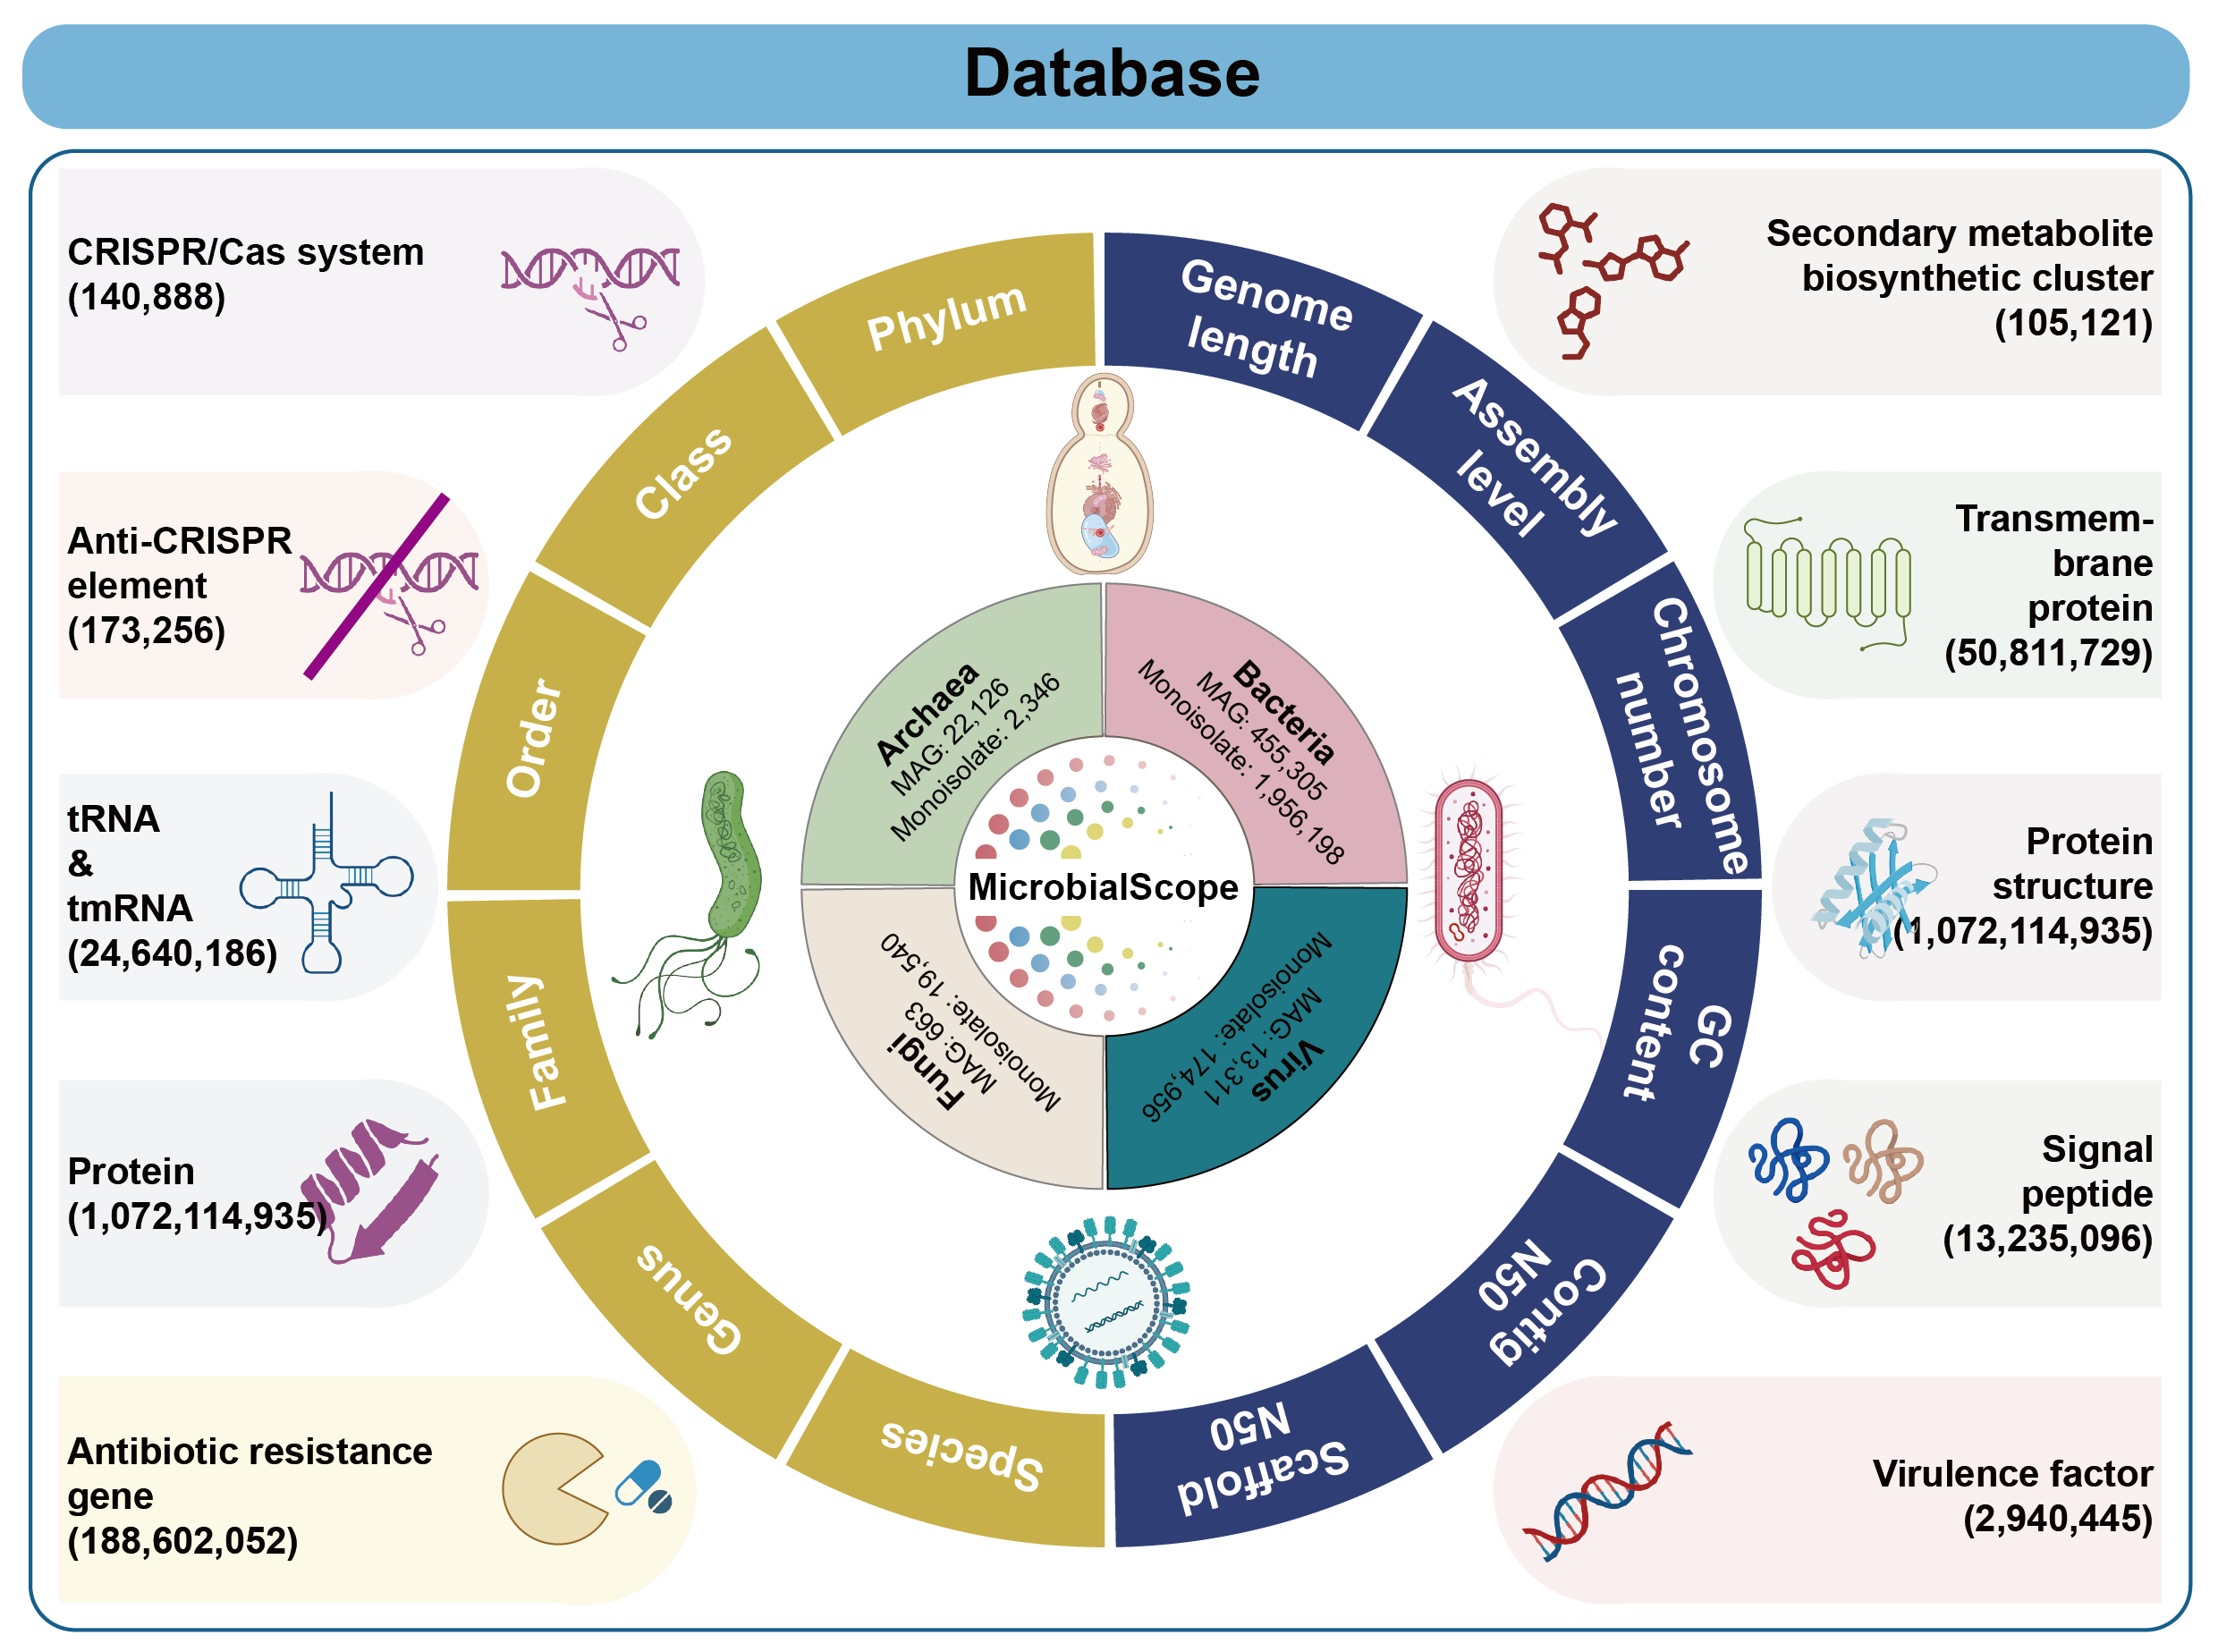 Database
CRISPR/Cas system
(140,888)
Anti-CRISPR
element
(173,256)
tRNA
&
tmRNA
(24,640,186)
Protein
(1,072,114,935)
Antibiotic resistance
gene
(188,602,052)
Phylum
Class
Order
Family
Genus
Species
Genome
length
Assembly
level
Chromosome
number
GC
content
Contig
N50
Scaffold
N50
Archaea
MAG: 22,126
Monoisolate: 2,346
Bacteria
MAG: 455,305
Monoisolate: 1,956,198
MicrobialScope
Fungi
MAG: 663
Monoisolate: 19,540
Virus
MAG: 13,311
Monoisolate: 174,956
Secondary metabolite
biosynthetic cluster
(105,121)
Transmem-
brane
protein
(50,811,729)
Protein
structure
(1,072,114,935)
Signal
peptide
(13,235,096)
Virulence factor
(2,940,445)